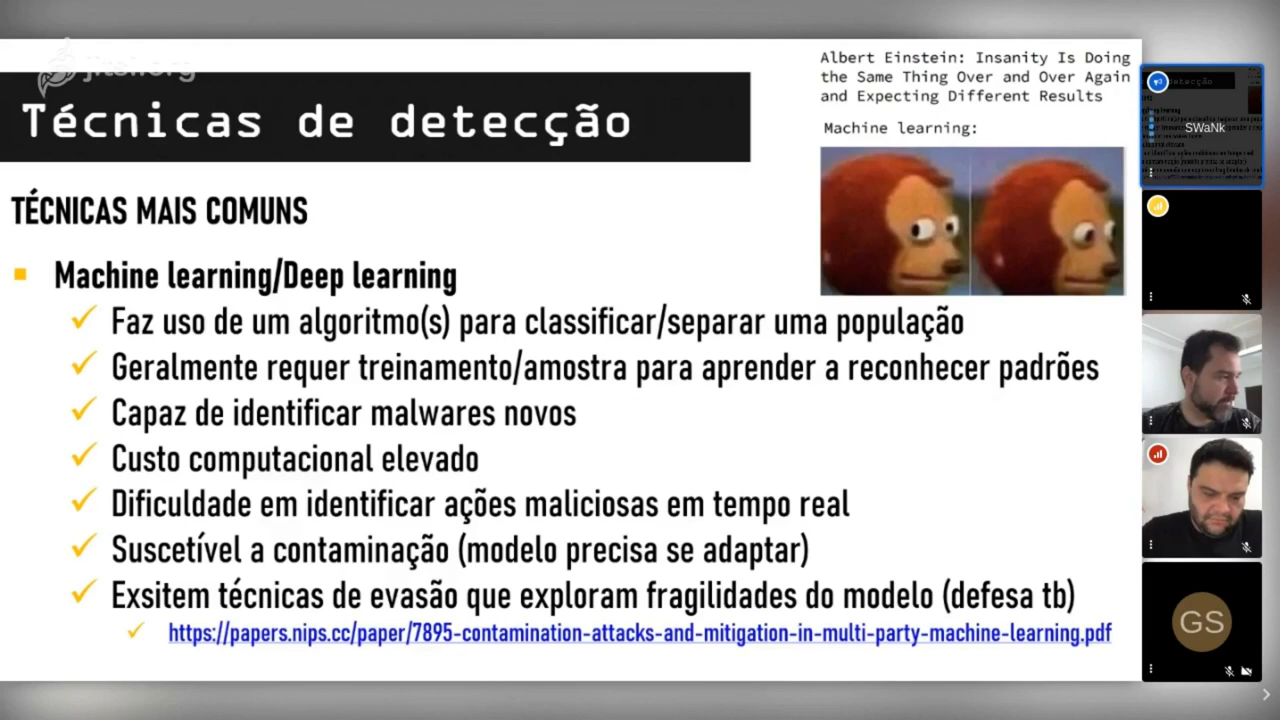 jitsi.org
Técnicas de detecção
Albert Einstein: Insanity Is Doing
the Same Thing Over and Over Again
and Expecting Different Results
Machine learning:
TÉCNICAS MAIS COMUNS
Machine learning/Deep learning
Faz uso de um algoritmo(s) para classificar/separar uma população
Geralmente requer treinamento/amostra para aprender a reconhecer padrões
Capaz de identificar malwares novos
Custo computacional elevado
Dificuldade em identificar ações maliciosas em tempo real
Suscetível a contaminação (modelo precisa se adaptar)
Exsitem técnicas de evasão que exploram fragilidades do modelo (defesa tb)
https://papers.nips.cc/paper/7895-contamination-attacks-and-mitigation-in-multi-party-machine-learning.pdf
SWaNk
GS